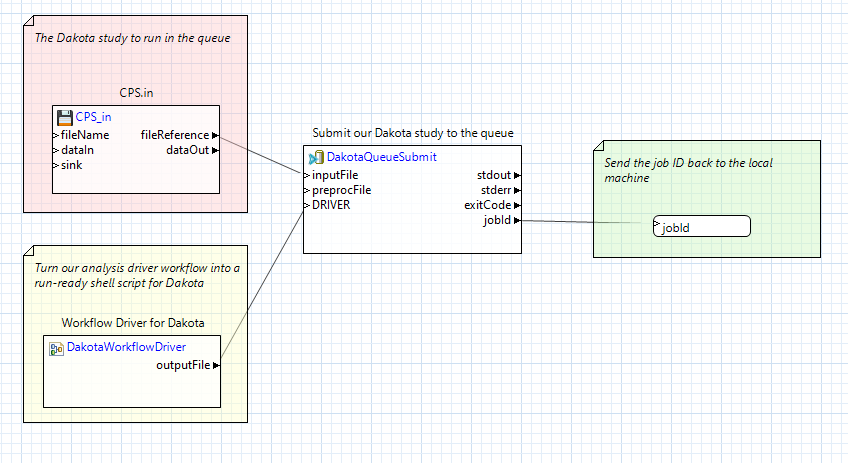 The Dakota study to run in the queue
CPS.in
CPS_in
fileName fileReference
dataIn dataOut
sink
Submit our Dakota study to the queue
DakotaQueueSubmit
inputFile stdout
preprocFile stderr
DRIVER exitCode
jobId
Send the job ID back to the local
machine
jobId
Turn our analysis driver workflow into a
run-ready shell script for Dakota
Workflow Driver for Dakota
DakotaWorkflowDriver
outputFile